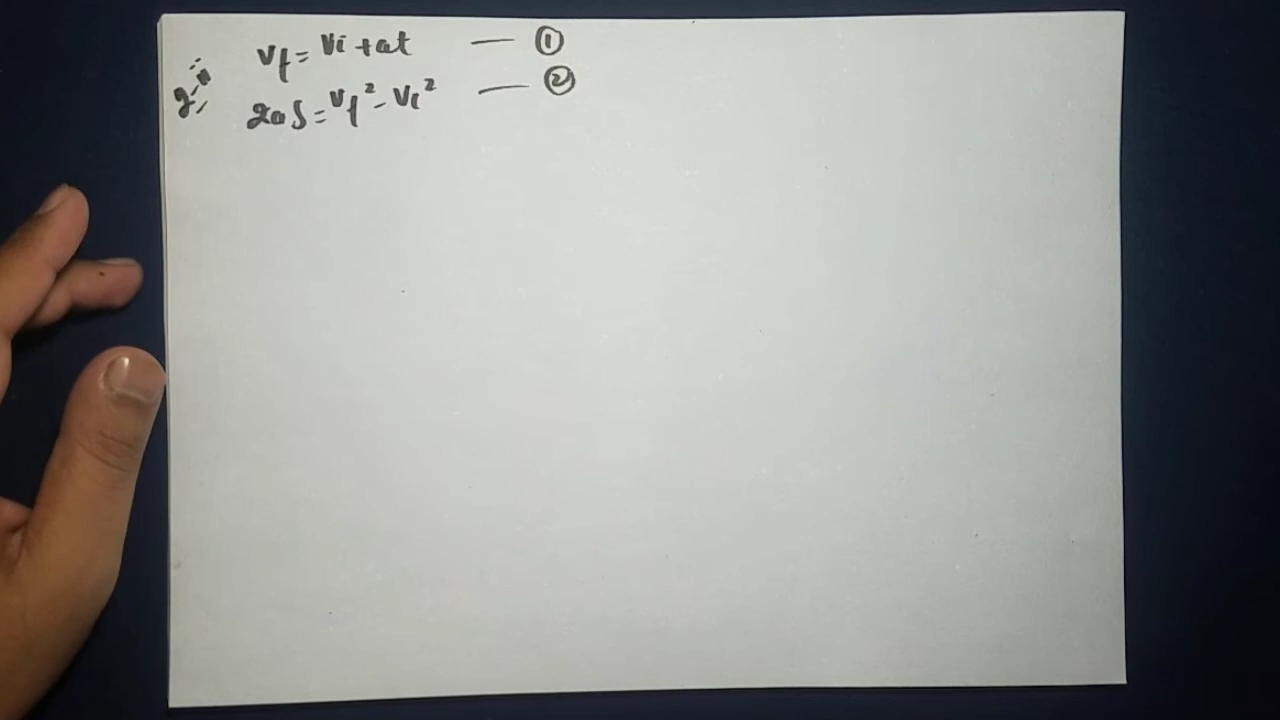 Vf = Vi + at — ①
2aS = Vf² - Vi² — ②